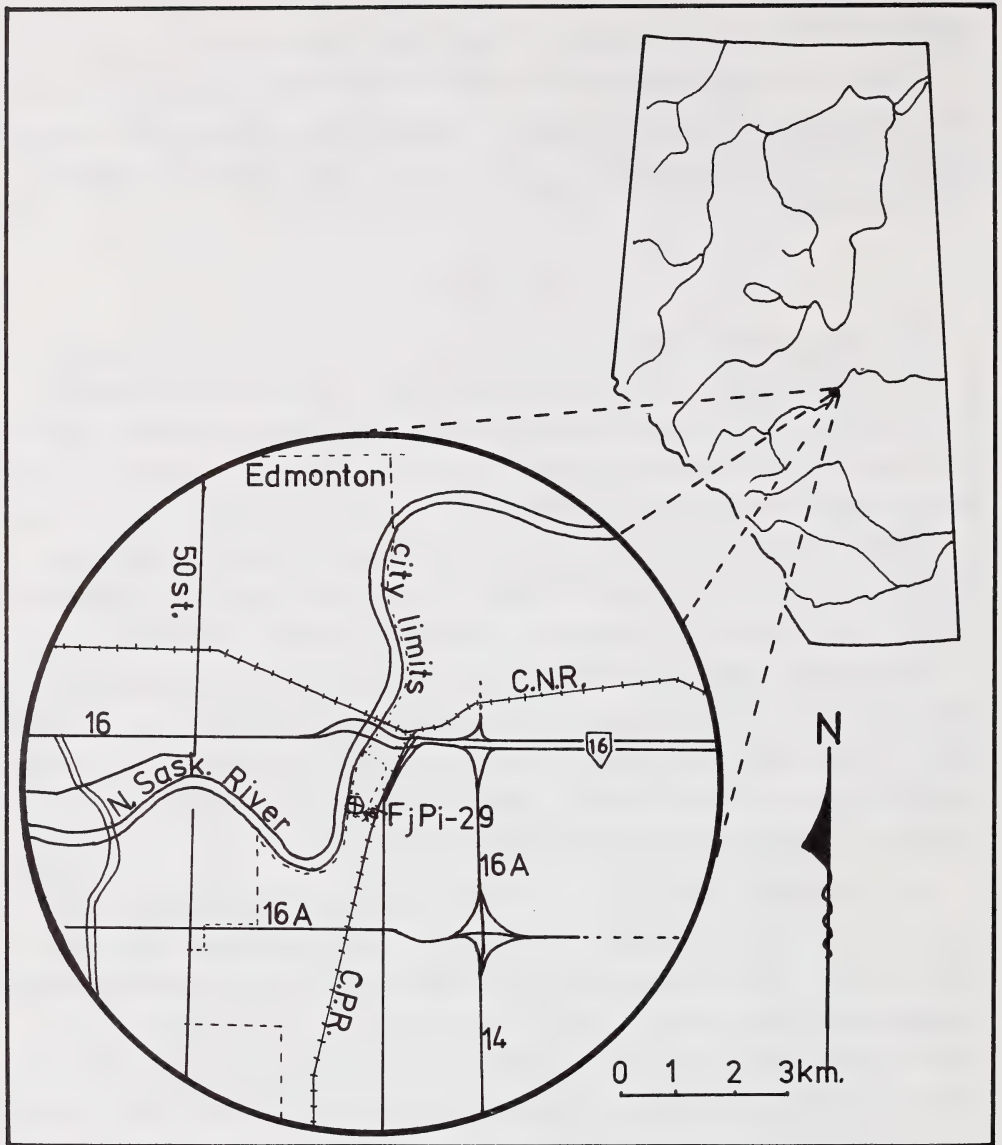 Edmonton
50 st.
city limits
C.N.R.
16
16
N. Sask. River
FjPi-29
16A
16A
C.P.R.
14
N
0 1 2 3km.